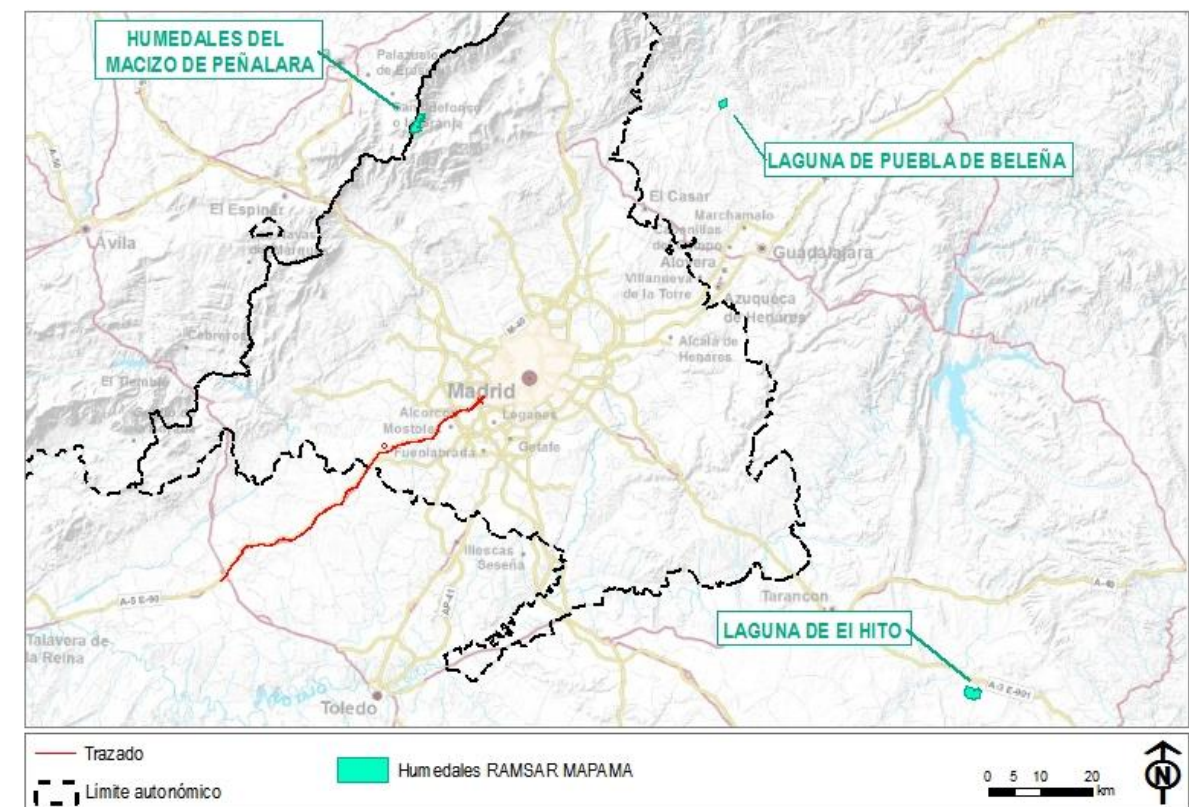 HUMEDALES DEL
MACIZO DE PEÑALARA
LAGUNA DE PUEBLA DE BELEÑA
El Casar
Marchamalo
El Espinar
Ávila
Guadalajara
Alovera
Villanueva
de la Torre
Azuqueca
de Henares
Cebreros
M-40
Alcalá de
Henares
El Tiemblo
Madrid
Alcorcón
Leganés
Móstoles
Getafe
Fuenlabrada
Illescas
Seseña
A-5 E-90
AP-41
A-40
Tarancón
LAGUNA DE El HITO
Talavera de
la Reina
A-3 E-901
Toledo
Trazado
Humedales RAMSAR MAPAMA
Límite autonómico
0 5 10 20
km
N